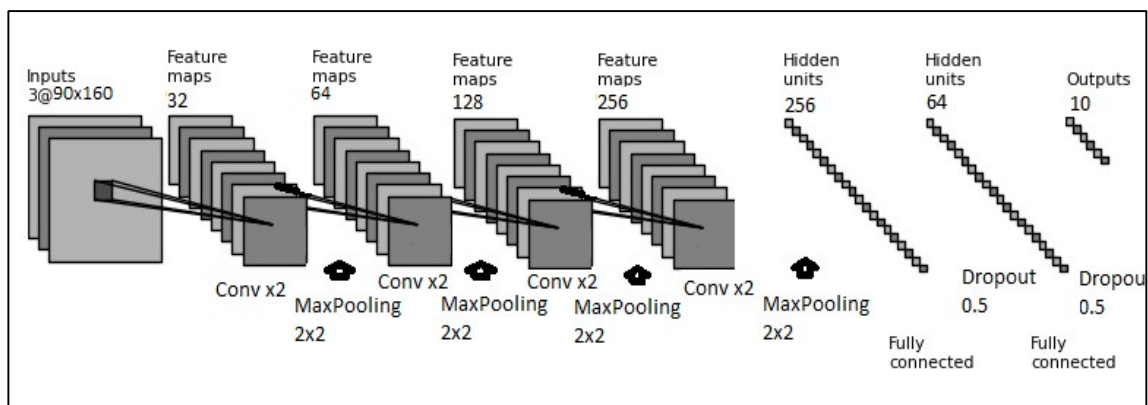 Inputs
3@90x160
Feature
maps
32
Feature
maps
64
Feature
maps
128
Feature
maps
256
Hidden
units
256
Hidden
units
64
Outputs
10
Conv x2
MaxPooling
2x2
Conv x2
MaxPooling
2x2
Conv x2
MaxPooling
2x2
Conv x2
MaxPooling
2x2
Dropout
0.5
Dropou
0.5
Fully
connected
Fully
connected